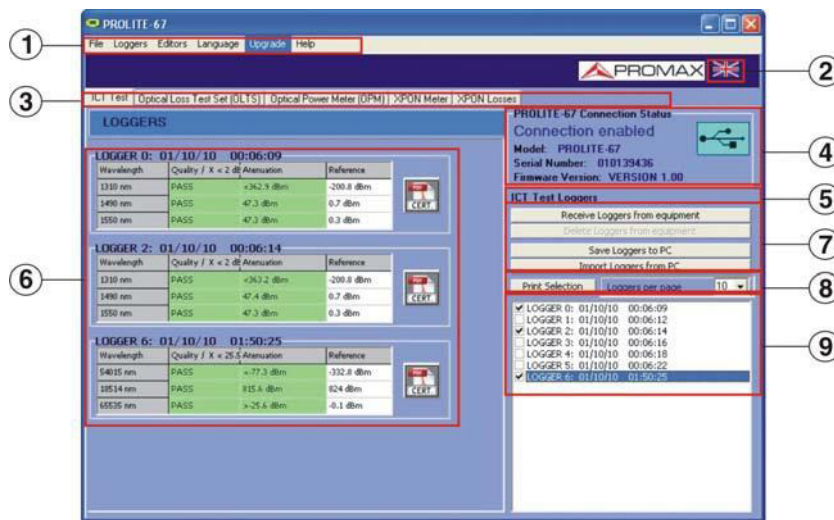 PROLITE-67
File Loggers Editors Language Upgrade Help
1
2
PROMAX
3
ICT Test Optical Loss Test Set (OLTS) Optical Power Meter (OPM) XPON Meter XPON Losses
LOGGERS
PROLITE-67 Connection Status
Connection enabled
Model: PROLITE-67
Serial Number: 010139436
Firmware Version: VERSION 1.00
4
ICT Test Loggers
5
Receive Loggers from equipment
Delete Loggers from equipment
Save Loggers to PC
Import Loggers from PC
7
Print Selection Loggers per page 10
8
LOGGER 0: 01/10/10 00:06:09
Wavelength Quality / X < 2 dB Atenuation Reference
1310 nm PASS <362.9 dBm -200.8 dBm
1490 nm PASS 47.3 dBm 0.7 dBm
1550 nm PASS 47.3 dBm 0.3 dBm
PDF
CERT
LOGGER 2: 01/10/10 00:06:14
Wavelength Quality / X < 2 dB Atenuation Reference
1310 nm PASS <363.2 dBm -200.8 dBm
1490 nm PASS 47.4 dBm 0.7 dBm
1550 nm PASS 47.3 dBm 0.3 dBm
PDF
CERT
6
LOGGER 6: 01/10/10 01:50:25
Wavelength Quality / X < 25.5 Atenuation Reference
54015 nm PASS <-77.3 dBm -332.8 dBm
18514 nm PASS 815.6 dBm 824 dBm
65535 nm PASS >-25.6 dBm -0.1 dBm
PDF
CERT
LOGGER 0: 01/10/10 00:06:09
LOGGER 1: 01/10/10 00:06:12
LOGGER 2: 01/10/10 00:06:14
LOGGER 3: 01/10/10 00:06:16
LOGGER 4: 01/10/10 00:06:18
LOGGER 5: 01/10/10 00:06:22
LOGGER 6: 01/10/10 01:50:25
9